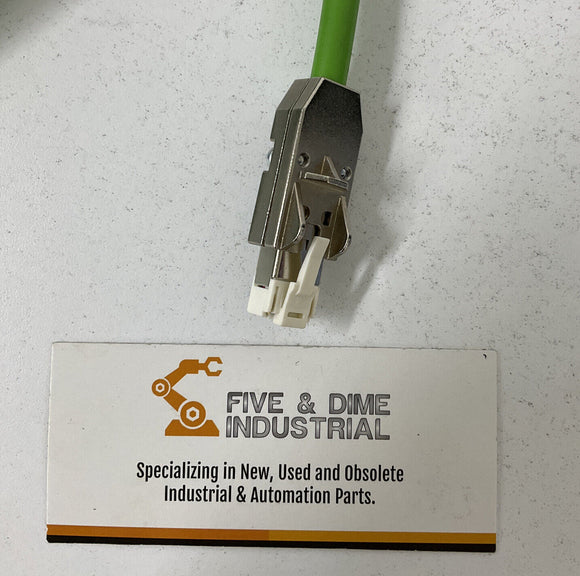 FIVE & DIME
INDUSTRIAL
Specializing in New, Used and Obsolete
Industrial & Automation Parts.